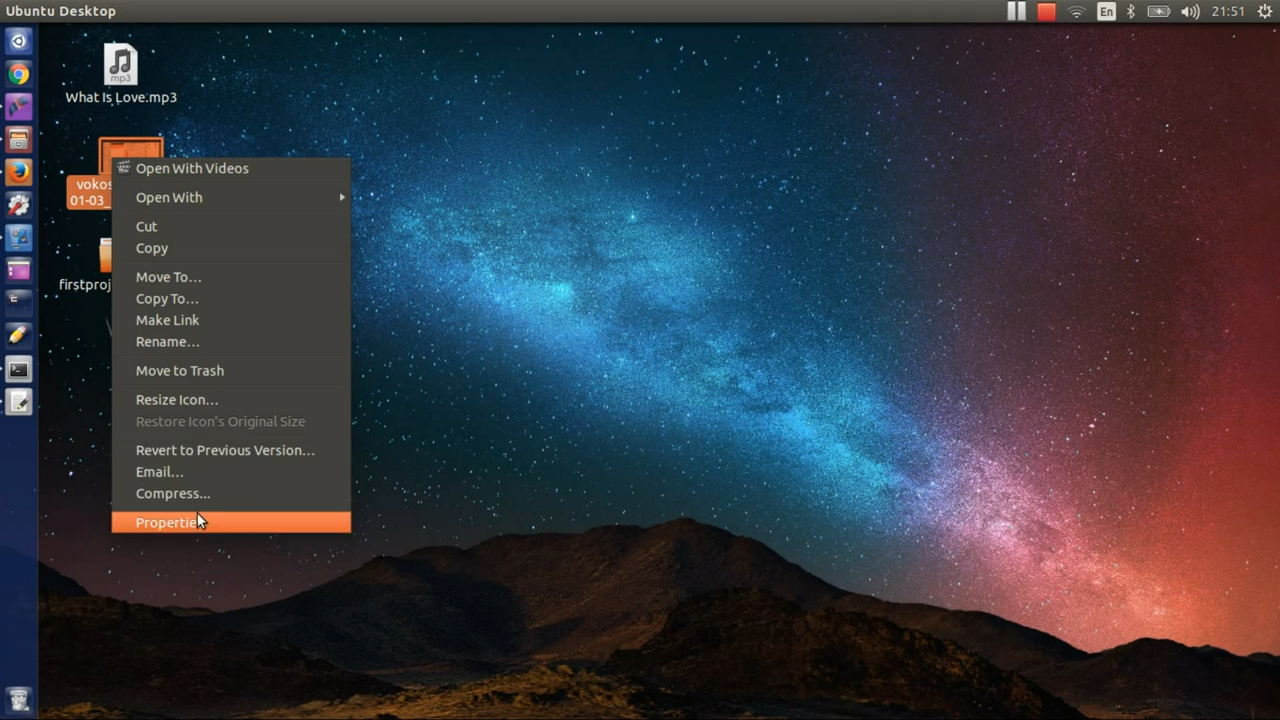 Ubuntu Desktop
En
21:51
mp3
What Is Love.mp3
vokos
01-03_
firstproj
Open With Videos
Open With
Cut
Copy
Move To…
Copy To…
Make Link
Rename…
Move to Trash
Resize Icon…
Restore Icon's Original Size
Revert to Previous Version…
Email…
Compress...
Propertie